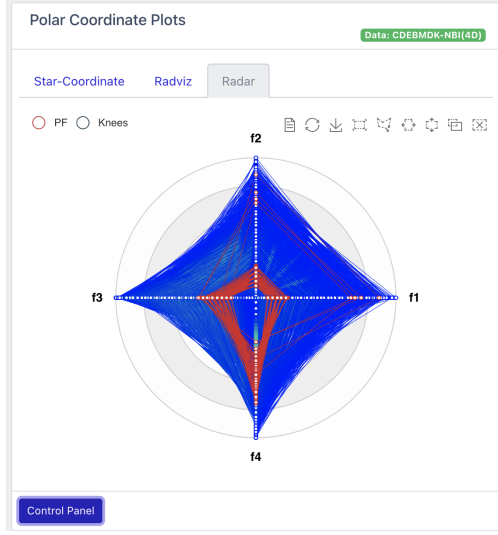 Polar Coordinate Plots
Data: CDEBMDK-NBI(4D)
Star-Coordinate Radviz Radar
PF Knees
f2
f3 f1
f4
Control Panel